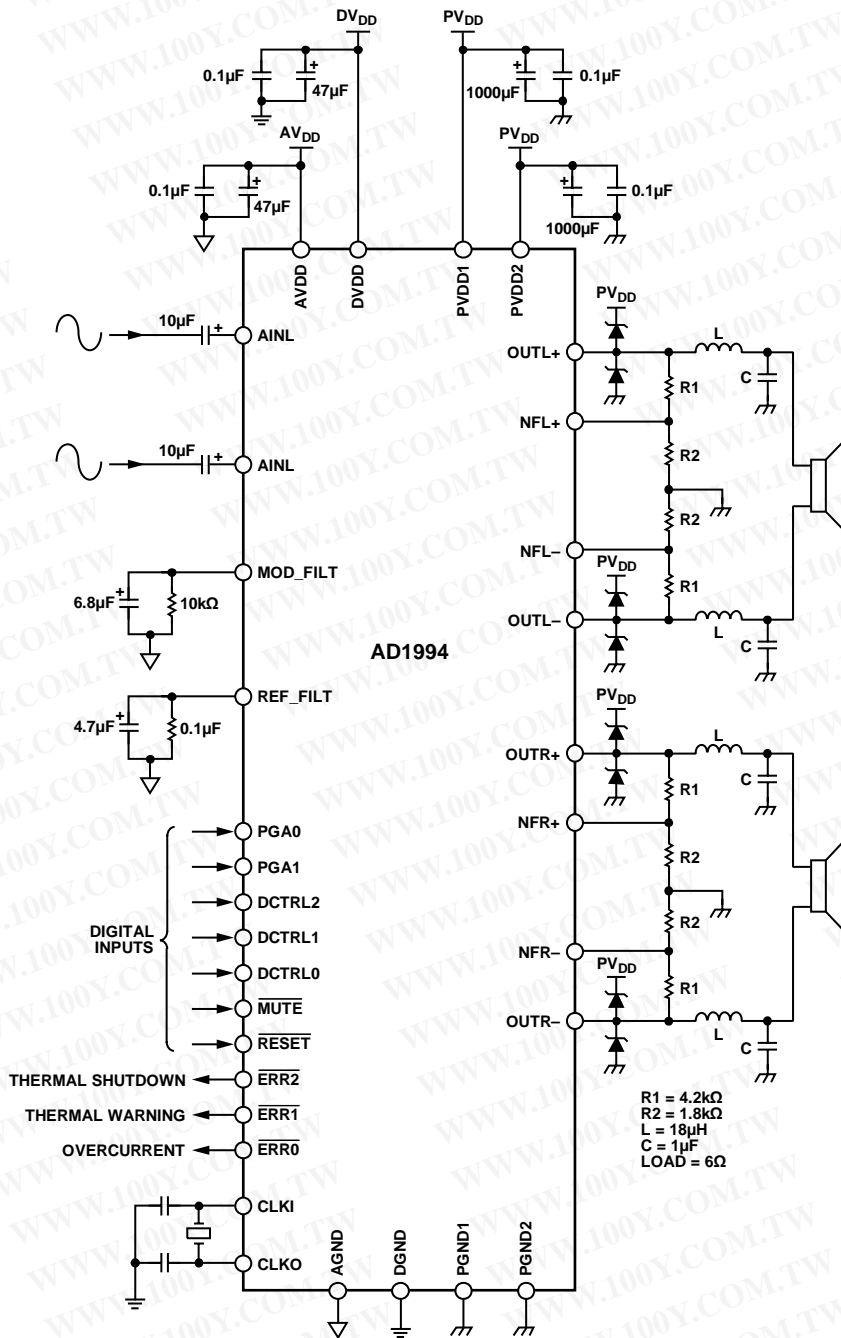 DVDD
PVDD
0.1µF
47µF
1000µF
0.1µF
AVDD
PVDD
0.1µF
47µF
1000µF
0.1µF
AVDD
DVDD
PVDD1
PVDD2
10µF
AINL
10µF
AINL
MOD_FILT
6.8µF
10kΩ
REF_FILT
4.7µF
0.1µF
DIGITAL
INPUTS
PGA0
PGA1
DCTRL2
DCTRL1
DCTRL0
MUTE
RESET
THERMAL SHUTDOWN
ERR2
THERMAL WARNING
ERR1
OVERCURRENT
ERR0
CLKI
CLKO
AGND
DGND
PGND1
PGND2
AD1994
PVDD
OUTL+
L
C
R1
NFL+
R2
R2
NFL–
PVDD
R1
OUTL–
L
C
PVDD
OUTR+
L
C
R1
NFR+
R2
R2
NFR–
PVDD
R1
OUTR–
L
C
R1 = 4.2kΩ
R2 = 1.8kΩ
L = 18µH
C = 1µF
LOAD = 6Ω
WWW.100Y.COM.TW